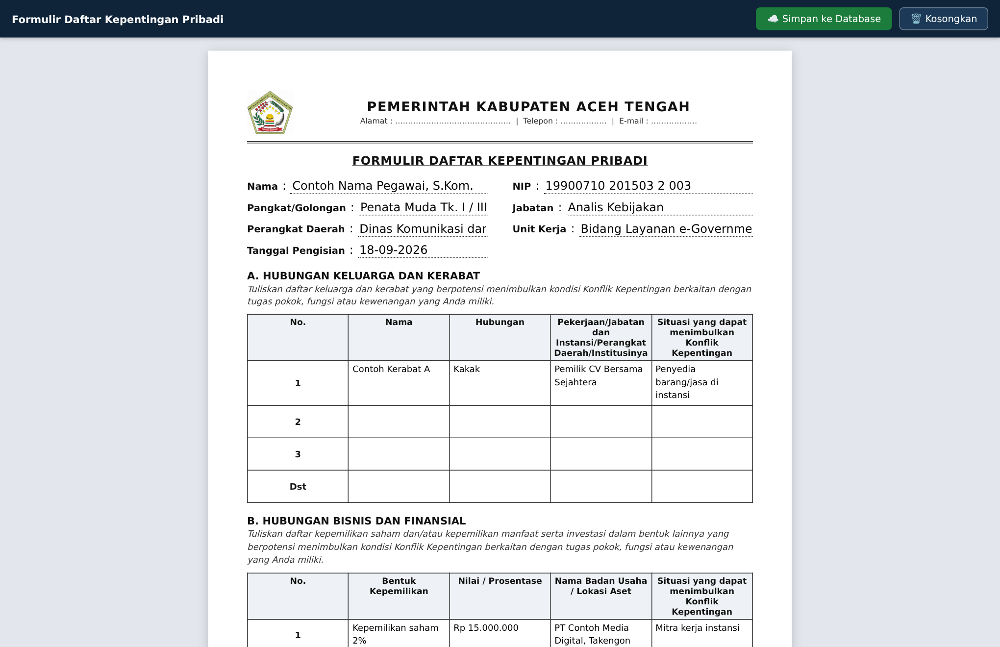 Formulir Daftar Kepentingan Pribadi
Simpan ke Database
Kosongkan
PEMERINTAH KABUPATEN ACEH TENGAH
Alamat : ............................................. | Telepon : .................. | E-mail : ..................
FORMULIR DAFTAR KEPENTINGAN PRIBADI
Nama : Contoh Nama Pegawai, S.Kom.
NIP : 19900710 201503 2 003
Pangkat/Golongan : Penata Muda Tk. I / III
Jabatan : Analis Kebijakan
Perangkat Daerah : Dinas Komunikasi dar
Unit Kerja : Bidang Layanan e-Governme
Tanggal Pengisian : 18-09-2026
A. HUBUNGAN KELUARGA DAN KERABAT
Tuliskan daftar keluarga dan kerabat yang berpotensi menimbulkan kondisi Konflik Kepentingan berkaitan dengan
tugas pokok, fungsi atau kewenangan yang Anda miliki.
No.
Nama
Hubungan
Pekerjaan/Jabatan
dan
Instansi/Perangkat
Daerah/Institusinya
Situasi yang dapat
menimbulkan
Konflik
Kepentingan
1
Contoh Kerabat A
Kakak
Pemilik CV Bersama
Sejahtera
Penyedia
barang/jasa di
instansi
2
3
Dst
B. HUBUNGAN BISNIS DAN FINANSIAL
Tuliskan daftar kepemilikan saham dan/atau kepemilikan manfaat serta investasi dalam bentuk lainnya yang
berpotensi menimbulkan kondisi Konflik Kepentingan berkaitan dengan tugas pokok, fungsi atau kewenangan
yang Anda miliki.
No.
Bentuk
Kepemilikan
Nilai / Prosentase
Nama Badan Usaha
/ Lokasi Aset
Situasi yang dapat
menimbulkan
Konflik
Kepentingan
1
Kepemilikan saham
2%
Rp 15.000.000
PT Contoh Media
Digital, Takengon
Mitra kerja instansi